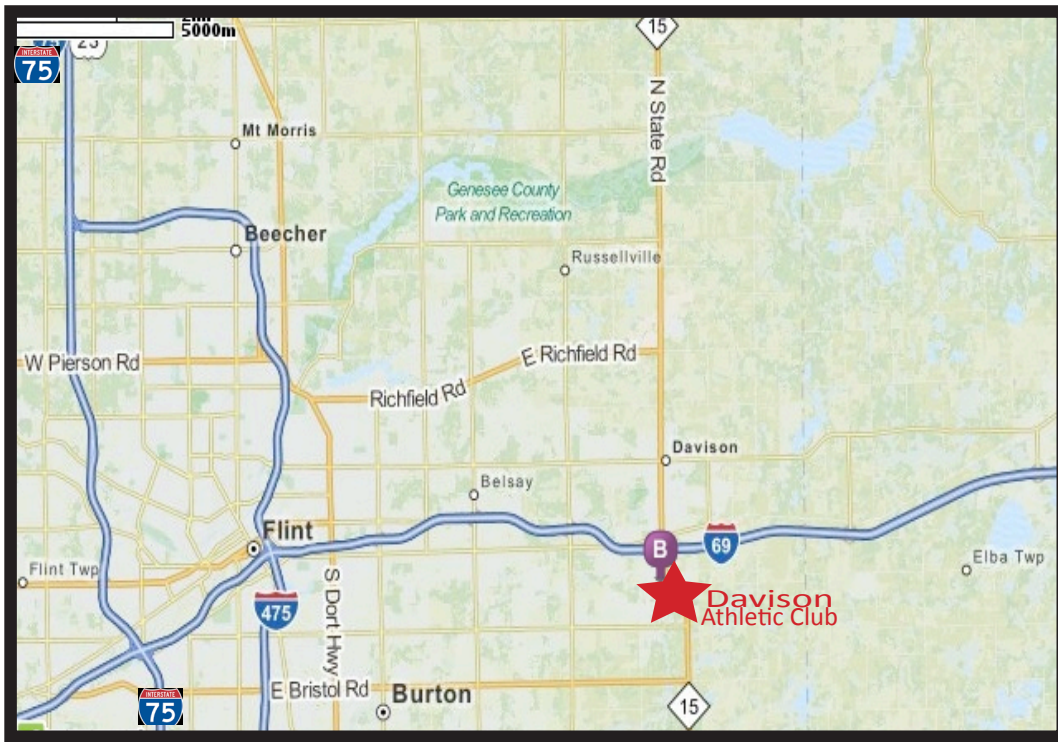 5000m
15
INTERSTATE
75
N State Rd
Mt Morris
Genesee County
Park and Recreation
Beecher
Russellville
W Pierson Rd
E Richfield Rd
Richfield Rd
Davison
Belsay
Flint
B
69
Flint Twp
Elba Twp
475
S Dort Hwy
Davison
Athletic Club
E Bristol Rd
Burton
INTERSTATE
75
15